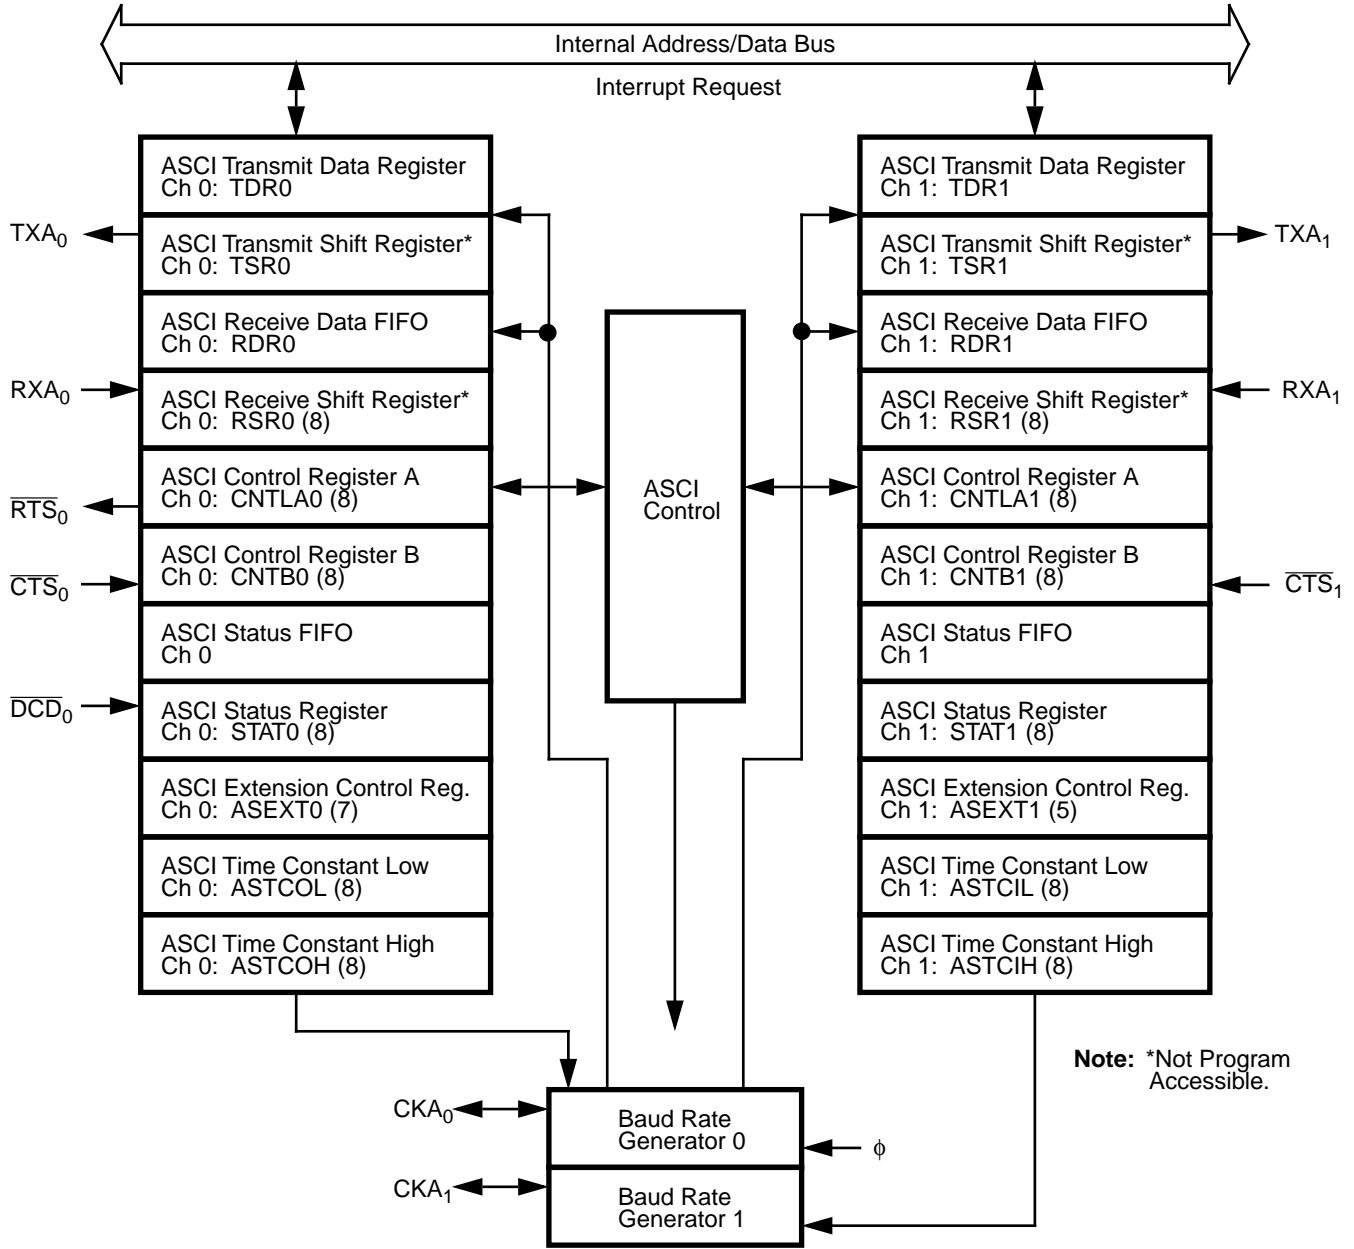 Internal Address/Data Bus
Interrupt Request
ASCI Transmit Data Register
Ch 0: TDR0
ASCI Transmit Shift Register*
Ch 0: TSR0
ASCI Receive Data FIFO
Ch 0: RDR0
ASCI Receive Shift Register*
Ch 0: RSR0 (8)
ASCI Control Register A
Ch 0: CNTLA0 (8)
ASCI Control Register B
Ch 0: CNTB0 (8)
ASCI Status FIFO
Ch 0
ASCI Status Register
Ch 0: STAT0 (8)
ASCI Extension Control Reg.
Ch 0: ASEXT0 (7)
ASCI Time Constant Low
Ch 0: ASTCOL (8)
ASCI Time Constant High
Ch 0: ASTCOH (8)
TXA0
RXA0
RTS0
CTS0
DCD0
ASCI
Control
ASCI Transmit Data Register
Ch 1: TDR1
ASCI Transmit Shift Register*
Ch 1: TSR1
ASCI Receive Data FIFO
Ch 1: RDR1
ASCI Receive Shift Register*
Ch 1: RSR1 (8)
ASCI Control Register A
Ch 1: CNTLA1 (8)
ASCI Control Register B
Ch 1: CNTB1 (8)
ASCI Status FIFO
Ch 1
ASCI Status Register
Ch 1: STAT1 (8)
ASCI Extension Control Reg.
Ch 1: ASEXT1 (5)
ASCI Time Constant Low
Ch 1: ASTCIL (8)
ASCI Time Constant High
Ch 1: ASTCIH (8)
TXA1
RXA1
CTS1
Note: *Not Program
Accessible.
CKA0
Baud Rate
Generator 0
ϕ
CKA1
Baud Rate
Generator 1